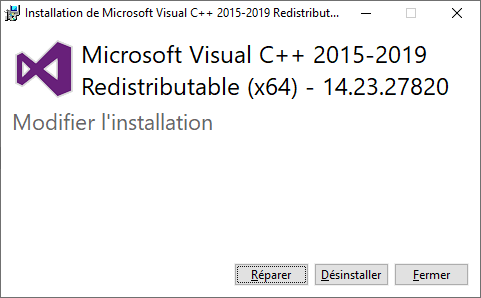 Installation de Microsoft Visual C++ 2015-2019 Redistribut...
Microsoft Visual C++ 2015-2019
Redistributable (x64) - 14.23.27820
Modifier l'installation
Réparer Désinstaller Fermer